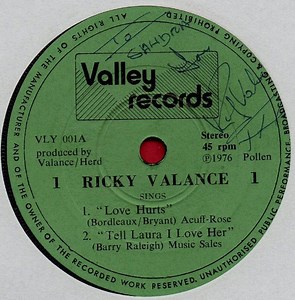 TO SANDRA
Valley
records
VLY 001A
produced by
Valance/Herd
Stereo
45 rpm
℗1976 Pollen
1 RICKY VALANCE 1
SINGS
1. "Love Hurts"
(Bordleaux/Bryant) Acuff-Rose
2. "Tell Laura I Love Her"
(Barry Raleigh) Music Sales
ALL RIGHTS OF THE MANUFACTURER AND OF THE OWNER OF THE RECORDED WORK RESERVED. UNAUTHORISED PUBLIC PERFORMANCE BROADCASTING & COPYING PROHIBITED